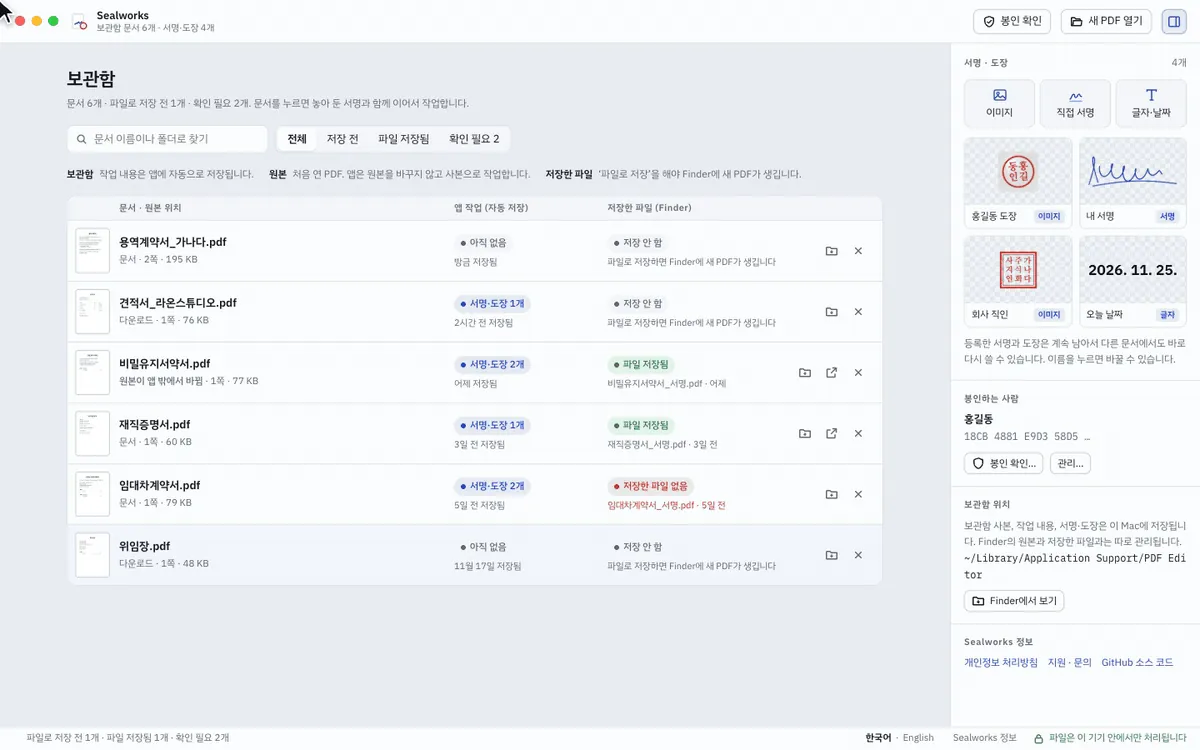 Sealworks
보관함 문서 6개 · 서명·도장 4개
봉인 확인
새 PDF 열기
보관함
문서 6개 · 파일로 저장 전 1개 · 확인 필요 2개. 문서를 누르면 놓아 둔 서명과 함께 이어서 작업합니다.
문서 이름이나 폴더로 찾기
전체 저장 전 파일 저장됨 확인 필요 2
보관함 작업 내용은 앱에 자동으로 저장됩니다. 원본 처음 연 PDF. 앱은 원본을 바꾸지 않고 사본으로 작업합니다. 저장한 파일 '파일로 저장'을 해야 Finder에 새 PDF가 생깁니다.
문서 · 원본 위치 앱 작업 (자동 저장) 저장한 파일 (Finder)
용역계약서_가나다.pdf 아직 없음 저장 안 함
문서 · 2쪽 · 195 KB 방금 저장됨 파일로 저장하면 Finder에 새 PDF가 생깁니다
견적서_라온스튜디오.pdf 서명·도장 1개 저장 안 함
다운로드 · 1쪽 · 76 KB 2시간 전 저장됨 파일로 저장하면 Finder에 새 PDF가 생깁니다
비밀유지서약서.pdf 서명·도장 2개 파일 저장됨
원본이 앱 밖에서 바뀜 · 1쪽 · 77 KB 어제 저장됨 비밀유지서약서_서명.pdf · 어제
재직증명서.pdf 서명·도장 1개 파일 저장됨
문서 · 1쪽 · 60 KB 3일 전 저장됨 재직증명서_서명.pdf · 3일 전
임대차계약서.pdf 서명·도장 2개 저장한 파일 없음
문서 · 1쪽 · 79 KB 5일 전 저장됨 임대차계약서_서명.pdf · 5일 전
위임장.pdf 아직 없음 저장 안 함
다운로드 · 1쪽 · 48 KB 11월 17일 저장됨 파일로 저장하면 Finder에 새 PDF가 생깁니다
서명 · 도장 4개
이미지 직접 서명 글자·날짜
동홍
인길
홍길동 도장 이미지
내 서명 서명
사주가
지식나
인회다
2026. 11. 25.
회사 직인 이미지
오늘 날짜 글자
등록한 서명과 도장은 계속 남아서 다른 문서에서도 바로
다시 쓸 수 있습니다. 이름을 누르면 바꿀 수 있습니다.
봉인하는 사람
홍길동
18CB 4881 E9D3 58D5 …
봉인 확인… 관리…
보관함 위치
보관함 사본, 작업 내용, 서명·도장은 이 Mac에 저장됩니
다. Finder의 원본과 저장한 파일과는 따로 관리됩니다.
~/Library/Application Support/PDF Edi
tor
Finder에서 보기
Sealworks 정보
개인정보 처리방침 지원 · 문의 GitHub 소스 코드
파일로 저장 전 1개 · 파일 저장됨 1개 · 확인 필요 2개
한국어 · English Sealworks 정보 파일은 이 기기 안에서만 처리됩니다